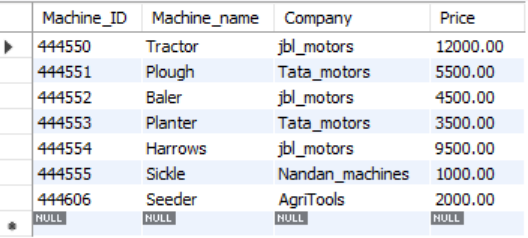 Machine_ID Machine_name Company Price
444550 Tractor jbl_motors 12000.00
444551 Plough Tata_motors 5500.00
444552 Baler jbl_motors 4500.00
444553 Planter Tata_motors 3500.00
444554 Harrows jbl_motors 9500.00
444555 Sickle Nandan_machines 1000.00
444606 Seeder AgriTools 2000.00
NULL NULL NULL NULL